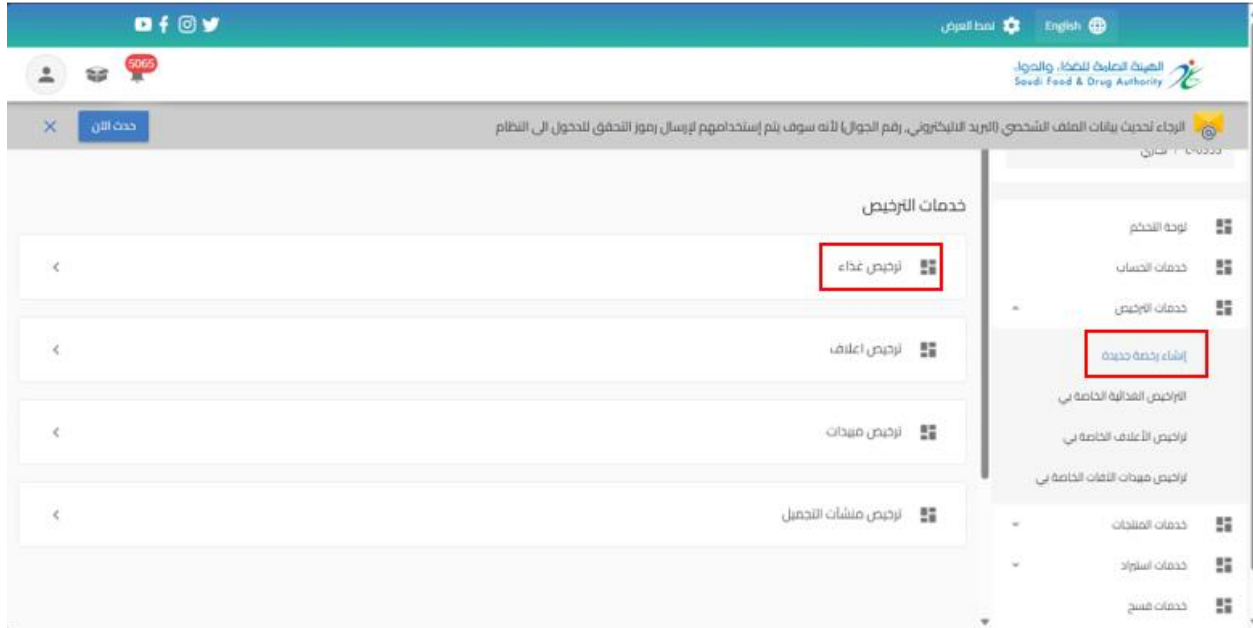 English
نمط العرض
الهيئة العامة للغذاء والدواء
Saudi Food & Drug Authority
5065
الرجاء تحديث بيانات الملف الشخصي (البريد الاليكتروني, رقم الجوال) لأنه سوف يتم إستخدامهم لإرسال رموز التحقق للدخول الى النظام
حدث الآن
لوحة التحكم
خدمات الحساب
خدمات الترخيص
إنشاء رخصة جديدة
التراخيص الغذائية الخاصة بي
تراخيص الأعلاف الخاصة بي
تراخيص مبيدات الآفات الخاصة بي
خدمات المنتجات
خدمات استيراد
خدمات فسح
خدمات الترخيص
ترخيص غذاء
ترخيص اعلاف
ترخيص مبيدات
ترخيص منشآت التجميل